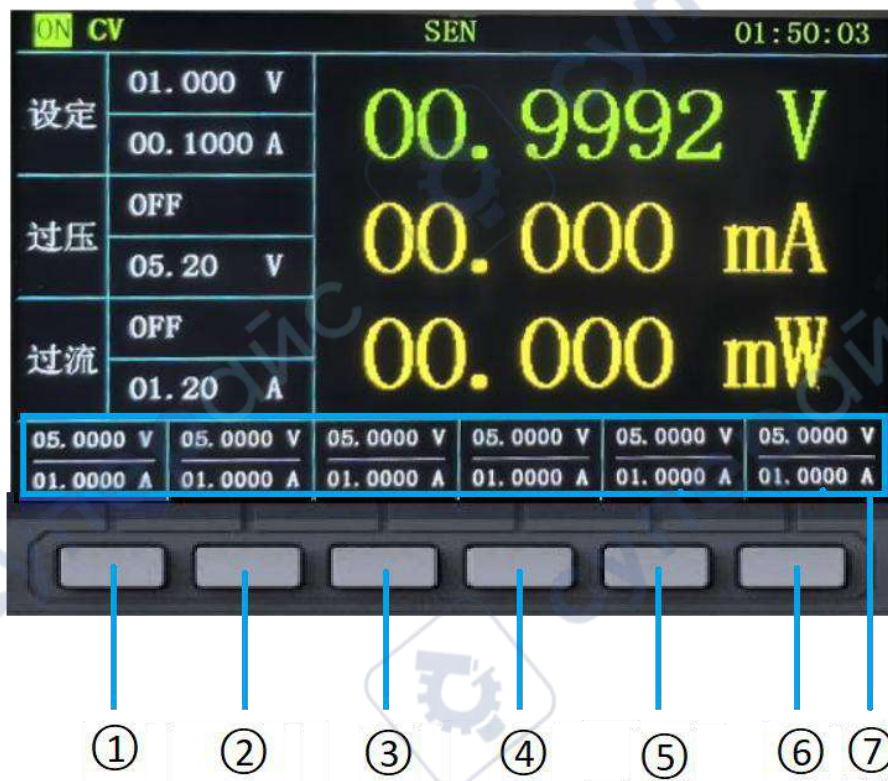 ON CV SEN 01:50:03
设定 01.000 V
00.1000 A
00.9992 V
过压 OFF
05.20 V
00.000 mA
过流 OFF
01.20 A
00.000 mW
05.0000 V 05.0000 V 05.0000 V 05.0000 V 05.0000 V 05.0000 V
01.0000 A 01.0000 A 01.0000 A 01.0000 A 01.0000 A 01.0000 A
① ② ③ ④ ⑤ ⑥ ⑦